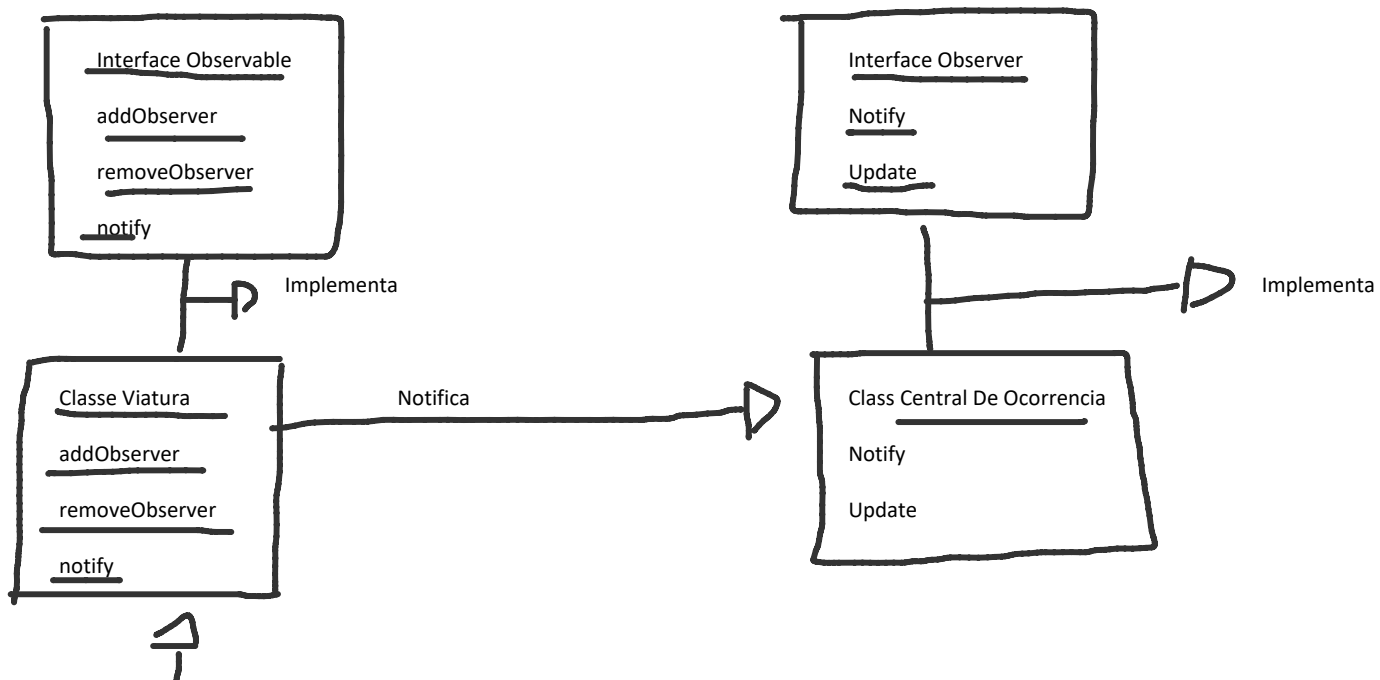 Interface Observable
addObserver
removeObserver
notify
Implementa
Interface Observer
Notify
Update
Implementa
Classe Viatura
addObserver
removeObserver
notify
Notifica
Class Central De Ocorrencia
Notify
Update